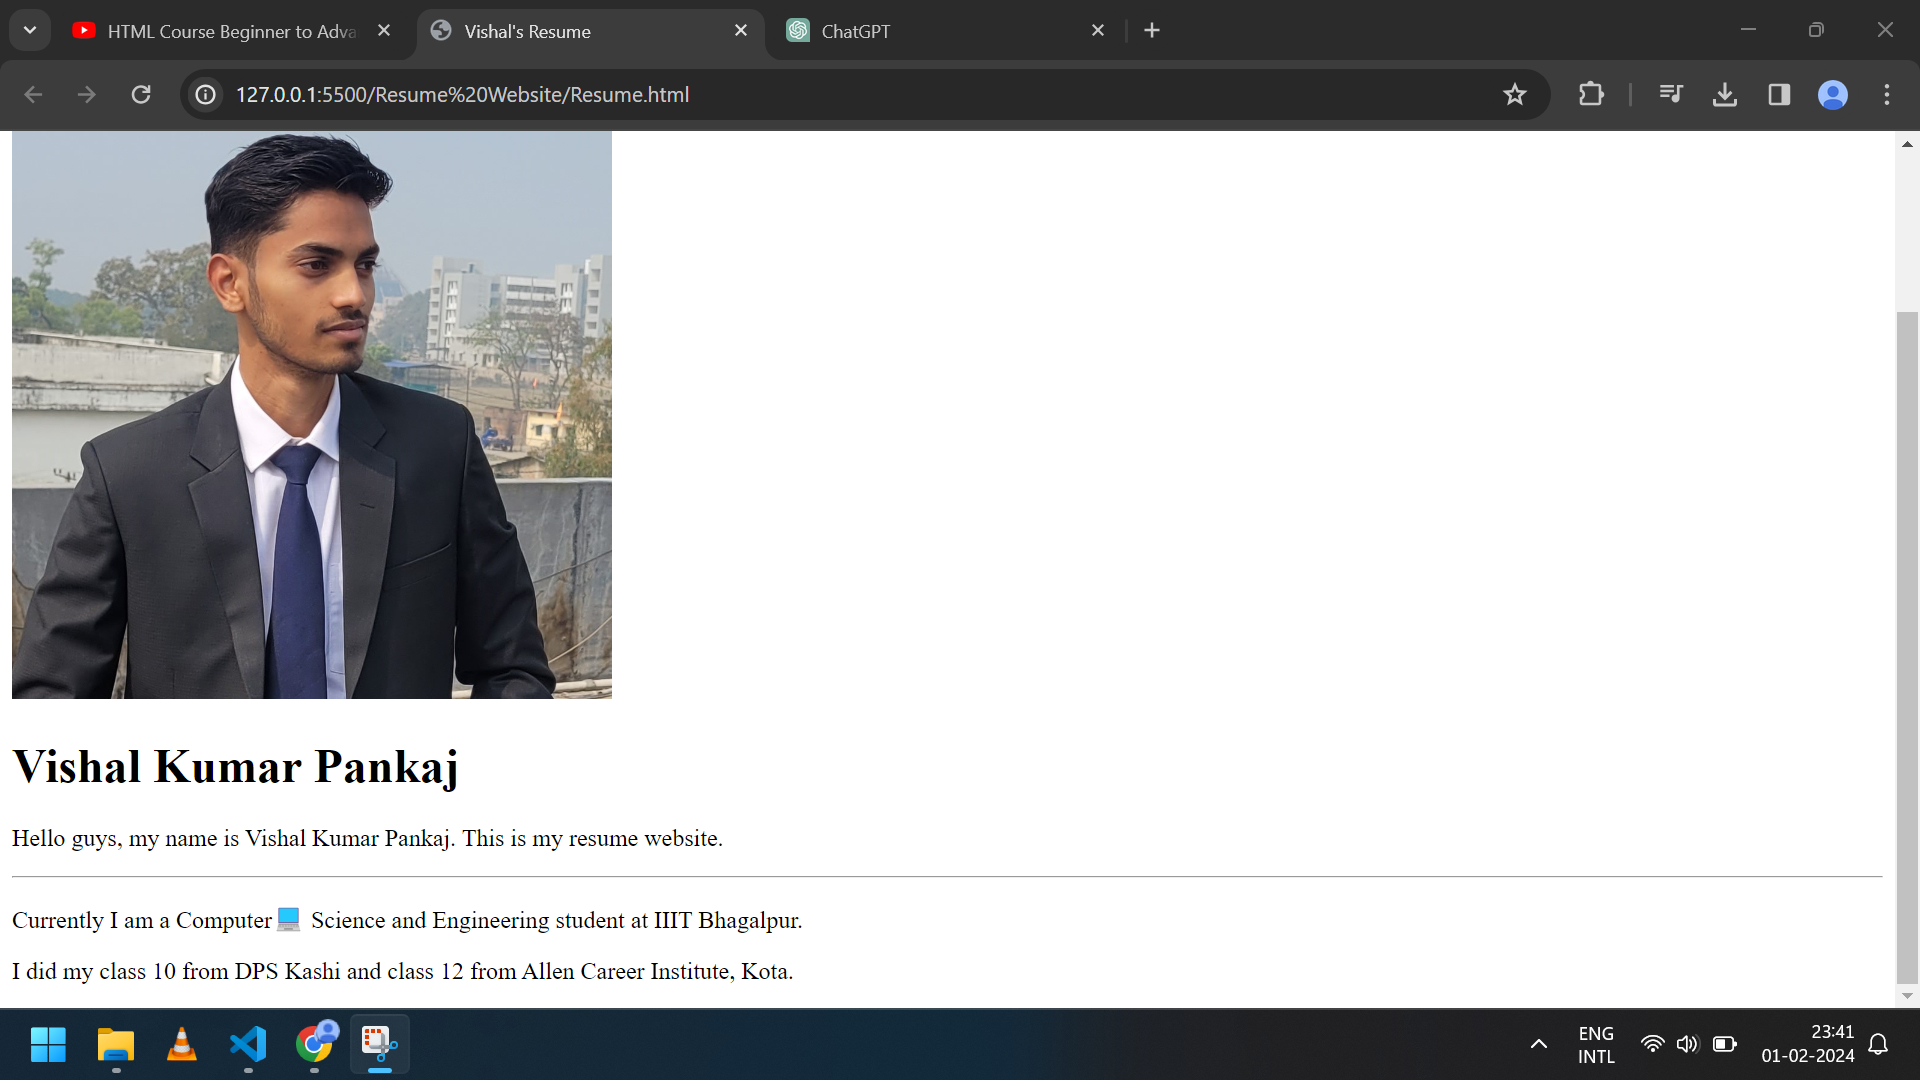 HTML Course Beginner to Adva
Vishal's Resume
ChatGPT
127.0.0.1:5500/Resume%20Website/Resume.html
Vishal Kumar Pankaj
Hello guys, my name is Vishal Kumar Pankaj. This is my resume website.
Currently I am a Computer💻 Science and Engineering student at IIIT Bhagalpur.
I did my class 10 from DPS Kashi and class 12 from Allen Career Institute, Kota.
ENG
INTL
23:41
01-02-2024